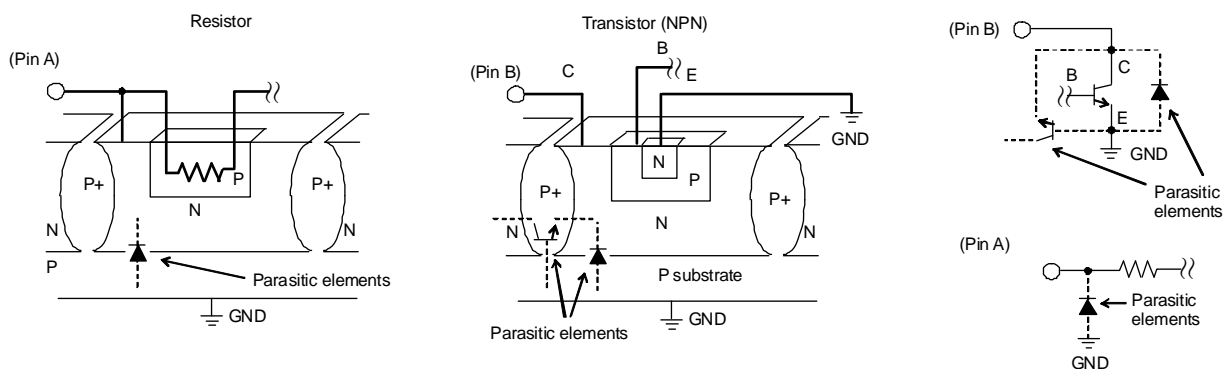 Resistor
(Pin A)
P+
P
P+
N
N
N
P
Parasitic elements
GND
Transistor (NPN)
(Pin B)
C
B
E
GND
N
P
P+
P+
N
N
N
P substrate
Parasitic elements
GND
(Pin B)
C
B
E
GND
Parasitic
elements
(Pin A)
Parasitic
elements
GND